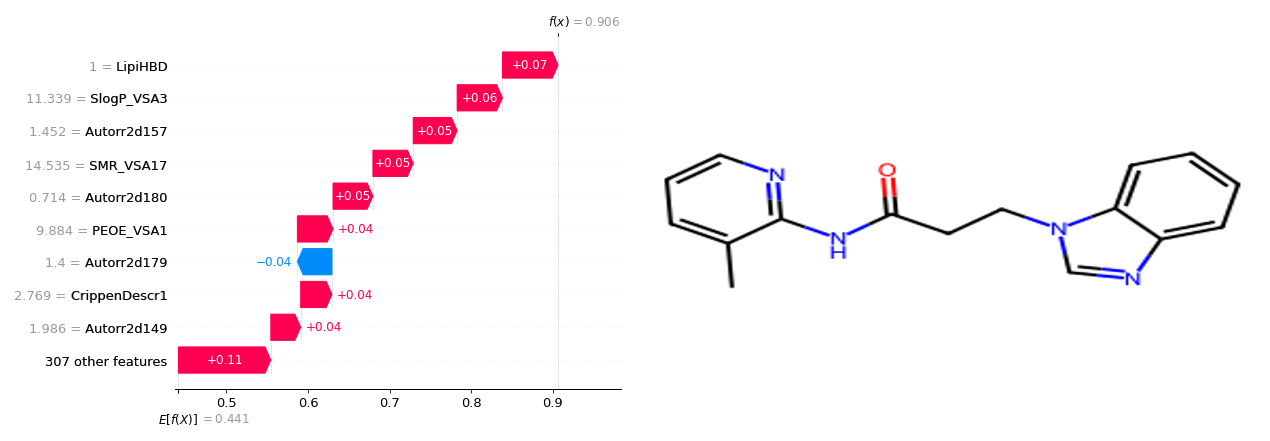 f(x) = 0.906
1 = LipiHBD
+0.07
11.339 = SlogP_VSA3
+0.06
1.452 = Autorr2d157
+0.05
14.535 = SMR_VSA17
+0.05
0.714 = Autorr2d180
+0.05
9.884 = PEOE_VSA1
+0.04
1.4 = Autorr2d179
−0.04
2.769 = CrippenDescr1
+0.04
1.986 = Autorr2d149
+0.04
307 other features
+0.11
0.5 0.6 0.7 0.8 0.9
E[f(X)] = 0.441
O
N
N
H
N
N